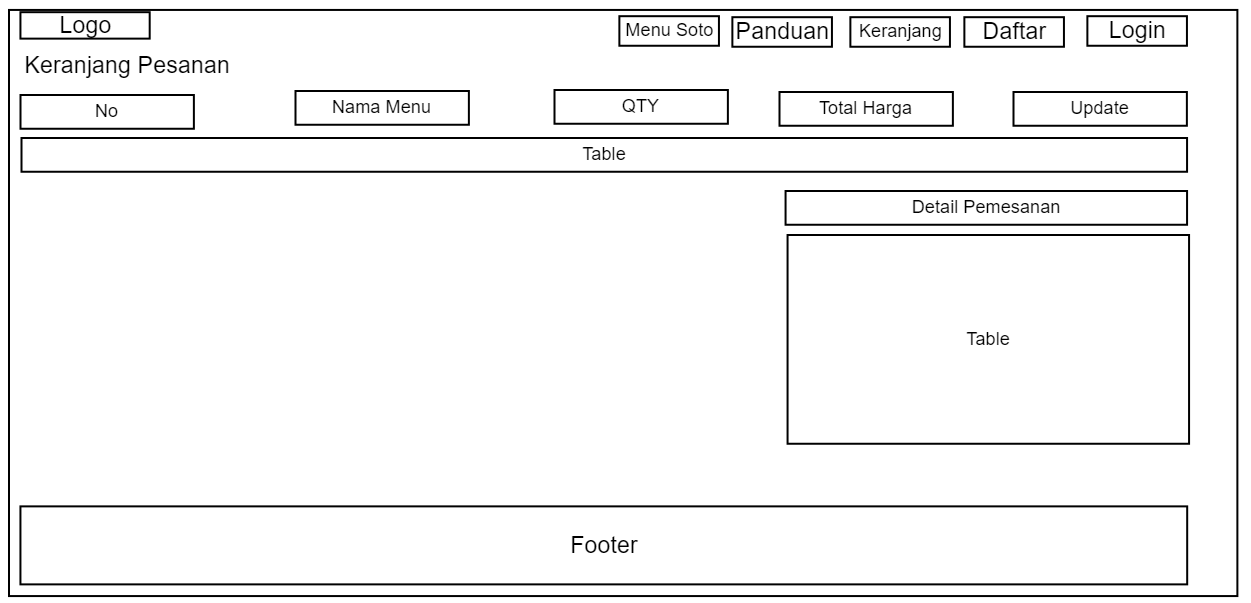 Logo
Menu Soto
Panduan
Keranjang
Daftar
Login
Keranjang Pesanan
No
Nama Menu
QTY
Total Harga
Update
Table
Detail Pemesanan
Table
Footer